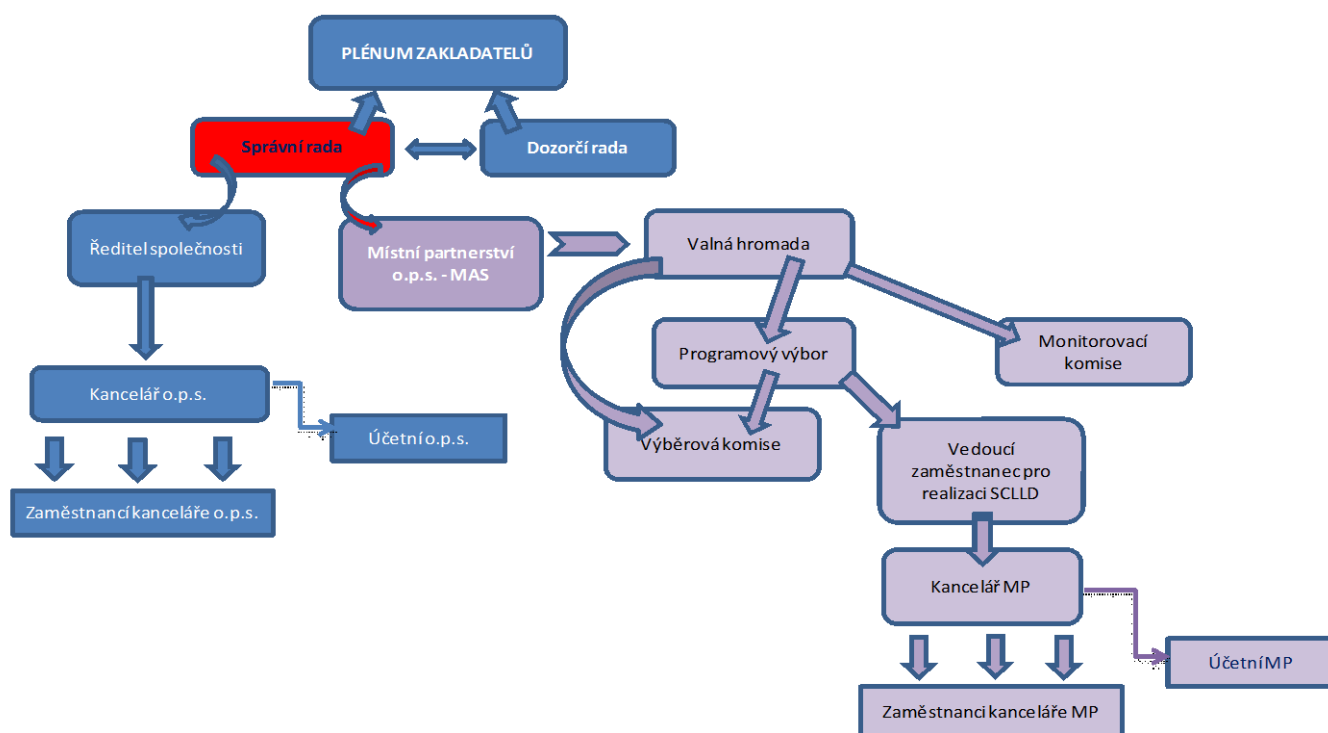 PLÉNUM ZAKLADATELŮ
Správní rada
Dozorčí rada
Ředitel společnosti
Místní partnerství
o.p.s. - MAS
Valná hromada
Programový výbor
Monitorovací
komise
Kancelář o.p.s.
Účetní o.p.s.
Výběrová komise
Vedoucí
zaměstnanec pro
realizaci SCLLD
Zaměstnancí kanceláře o.p.s.
Kancelář MP
Účetní MP
Zaměstnanci kanceláře MP